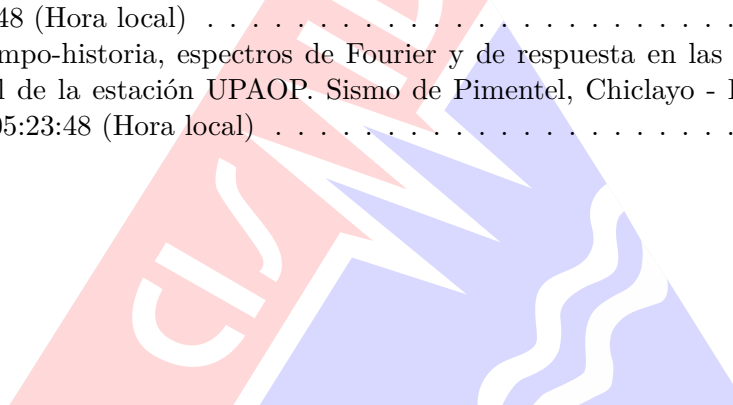 48 (Hora local) . . . . . . . . . . . . . . . . . . . . . . . .
mpo-historia, espectros de Fourier y de respuesta en las
l de la estación UPAOP. Sismo de Pimentel, Chiclayo -
05:23:48 (Hora local) . . . . . . . . . . . . . . . . . . . .
CISMID